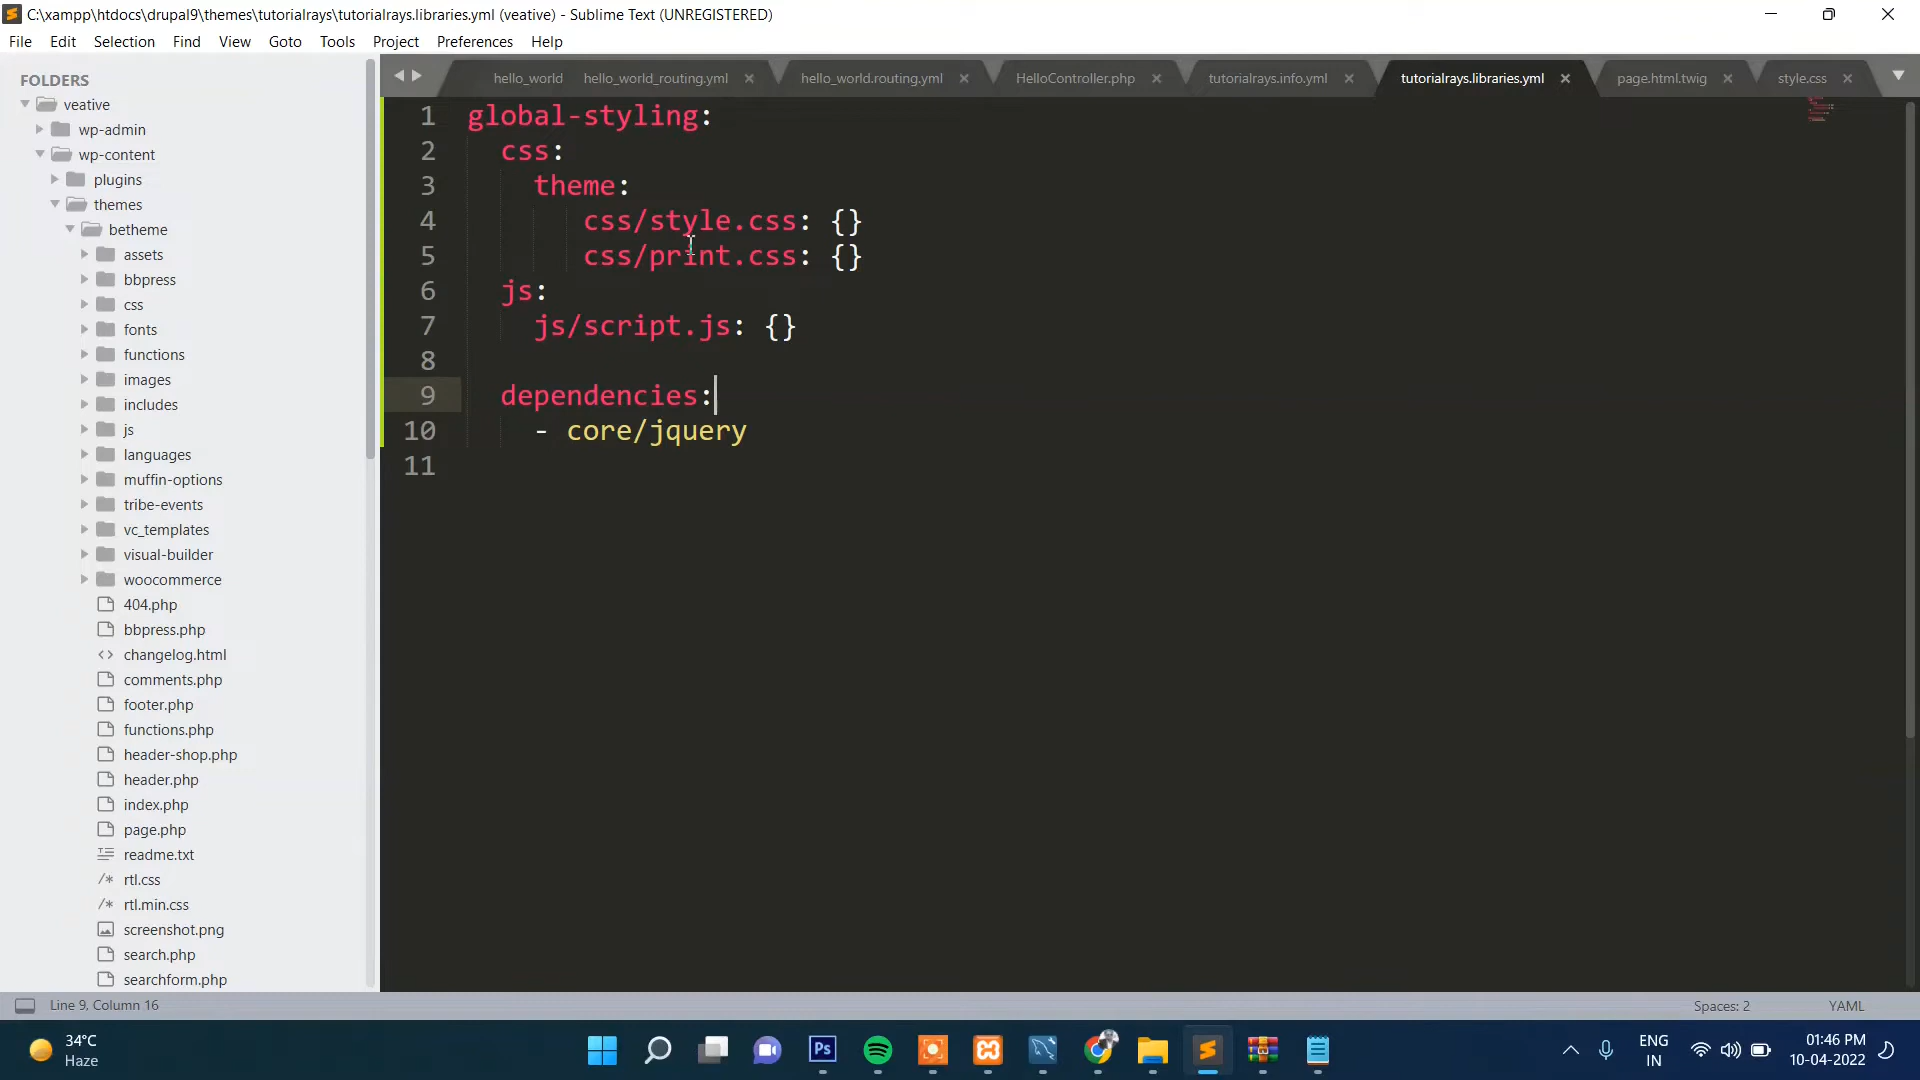 C:\xampp\htdocs\drupal9\themes\tutorialrays\tutorialrays.libraries.yml (veative) - Sublime Text (UNREGISTERED)
File Edit Selection Find View Goto Tools Project Preferences Help
FOLDERS
veative
wp-admin
wp-content
plugins
themes
betheme
assets
bbpress
css
fonts
functions
images
includes
js
languages
muffin-options
tribe-events
vc_templates
visual-builder
woocommerce
404.php
bbpress.php
<> changelog.html
comments.php
footer.php
functions.php
header-shop.php
header.php
index.php
page.php
readme.txt
/* rtl.css
/* rtl.min.css
screenshot.png
search.php
searchform.php
hello_world hello_world_routing.yml hello_world.routing.yml HelloController.php tutorialrays.info.yml tutorialrays.libraries.yml page.html.twig style.css
1 global-styling:
2 css:
3 theme:
4 css/style.css: {}
5 css/print.css: {}
6 js:
7 js/script.js: {}
8
9 dependencies:
10 - core/jquery
11
Line 9, Column 16 Spaces: 2 YAML
34°C
Haze
Ps
ENG
IN
01:46 PM
10-04-2022